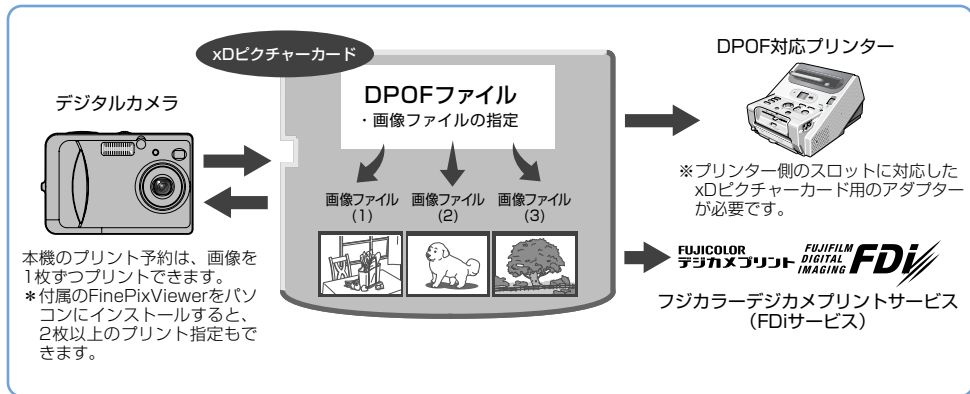 xDピクチャーカード
デジタルカメラ
本機のプリント予約は、画像を
1枚ずつプリントできます。
＊付属のFinePixViewerをパソ
コンにインストールすると、
2枚以上のプリント指定もで
きます。
DPOFファイル
・画像ファイルの指定
画像ファイル
(1)
画像ファイル
(2)
画像ファイル
(3)
DPOF対応プリンター
※プリンター側のスロットに対応した
xDピクチャーカード用のアダプター
が必要です。
FUJICOLOR
デジカメプリント
FUJIFILM
DIGITAL
IMAGING
FDi
フジカラーデジカメプリントサービス
（FDiサービス）